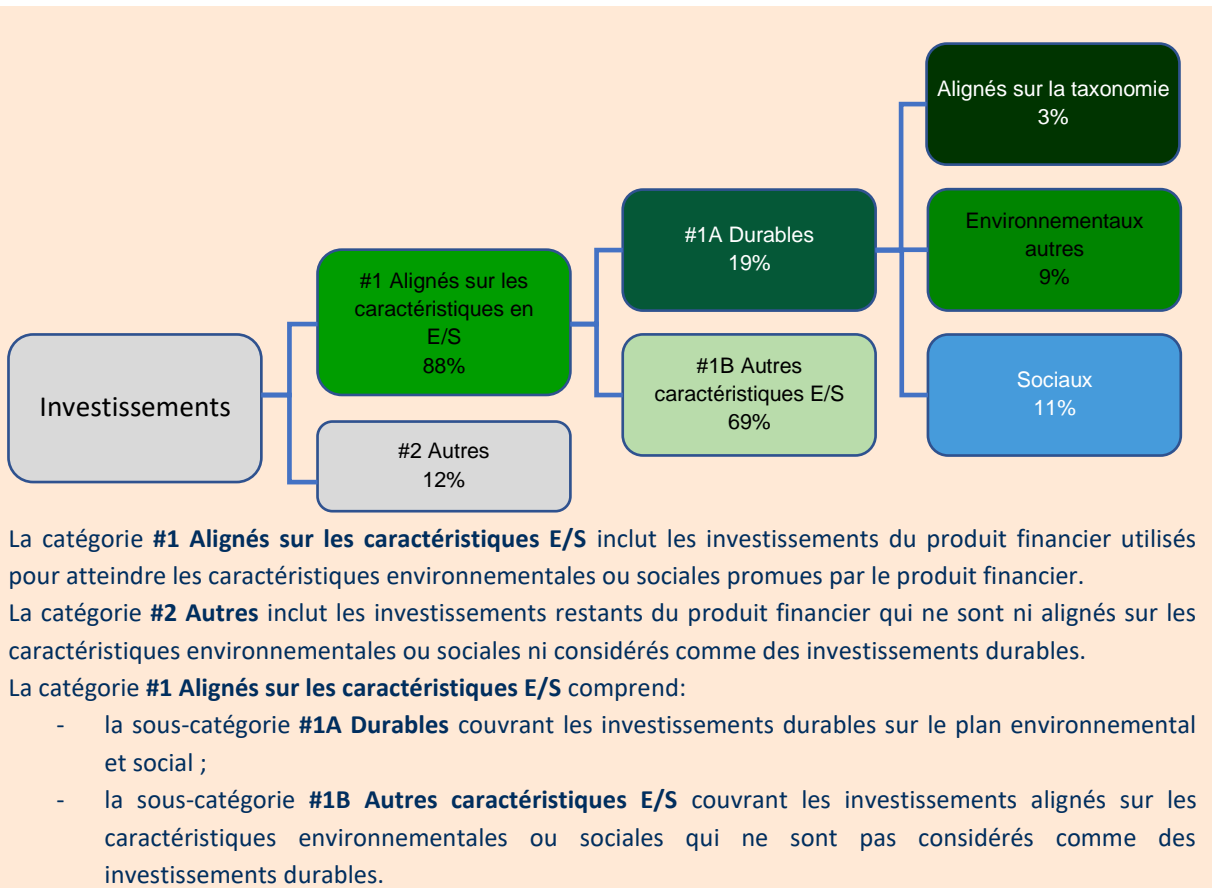 Alignés sur la taxonomie
3%
#1A Durables
19%
Environnementaux
autres
9%
#1 Alignés sur les
caractéristiques en
E/S
88%
Investissements
#1B Autres
caractéristiques E/S
69%
Sociaux
11%
#2 Autres
12%
La catégorie #1 Alignés sur les caractéristiques E/S inclut les investissements du produit financier utilisés
pour atteindre les caractéristiques environnementales ou sociales promues par le produit financier.
La catégorie #2 Autres inclut les investissements restants du produit financier qui ne sont ni alignés sur les
caractéristiques environnementales ou sociales ni considérés comme des investissements durables.
La catégorie #1 Alignés sur les caractéristiques E/S comprend:
- la sous-catégorie #1A Durables couvrant les investissements durables sur le plan environnemental
et social ;
- la sous-catégorie #1B Autres caractéristiques E/S couvrant les investissements alignés sur les
caractéristiques environnementales ou sociales qui ne sont pas considérés comme des
investissements durables.